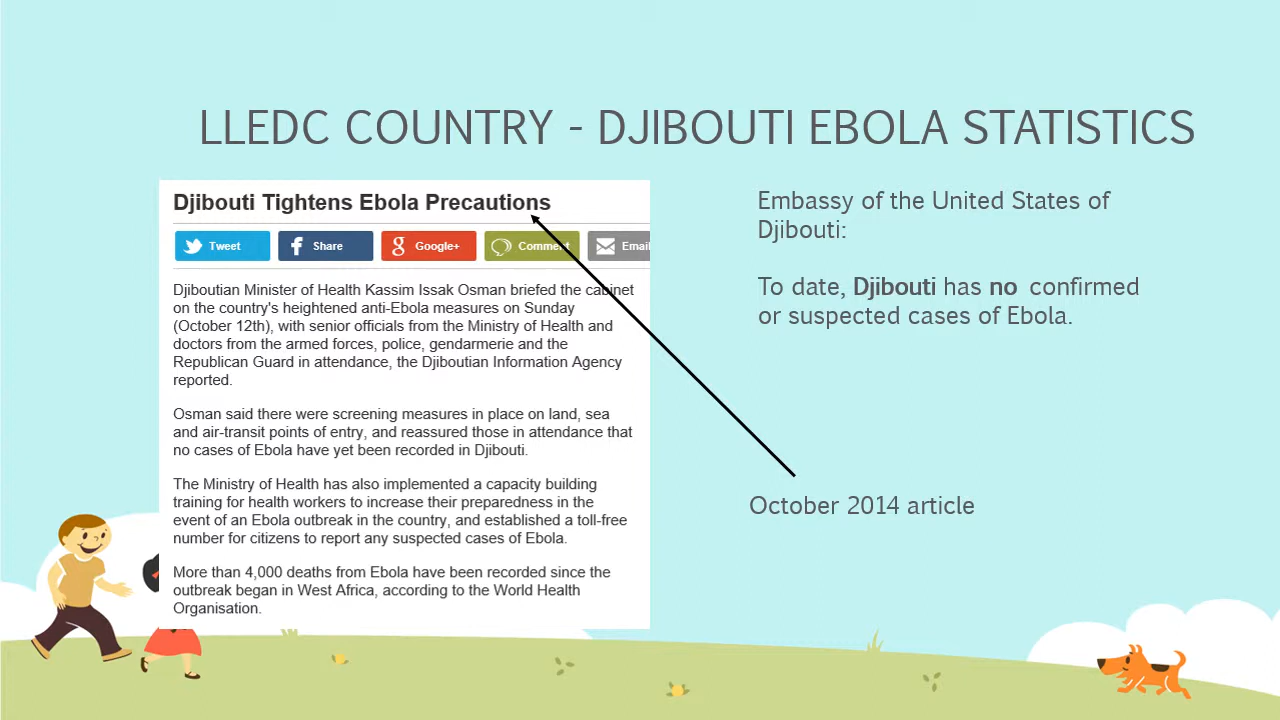 LLEDC COUNTRY - DJIBOUTI EBOLA STATISTICS
Djibouti Tightens Ebola Precautions
Tweet
Share
Google+
Comment
Email
Djiboutian Minister of Health Kassim Issak Osman briefed the cabinet
on the country's heightened anti-Ebola measures on Sunday
(October 12th), with senior officials from the Ministry of Health and
doctors from the armed forces, police, gendarmerie and the
Republican Guard in attendance, the Djiboutian Information Agency
reported.
Osman said there were screening measures in place on land, sea
and air-transit points of entry, and reassured those in attendance that
no cases of Ebola have yet been recorded in Djibouti.
The Ministry of Health has also implemented a capacity building
training for health workers to increase their preparedness in the
event of an Ebola outbreak in the country, and established a toll-free
number for citizens to report any suspected cases of Ebola.
More than 4,000 deaths from Ebola have been recorded since the
outbreak began in West Africa, according to the World Health
Organisation.
Embassy of the United States of
Djibouti:
To date, Djibouti has no confirmed
or suspected cases of Ebola.
October 2014 article